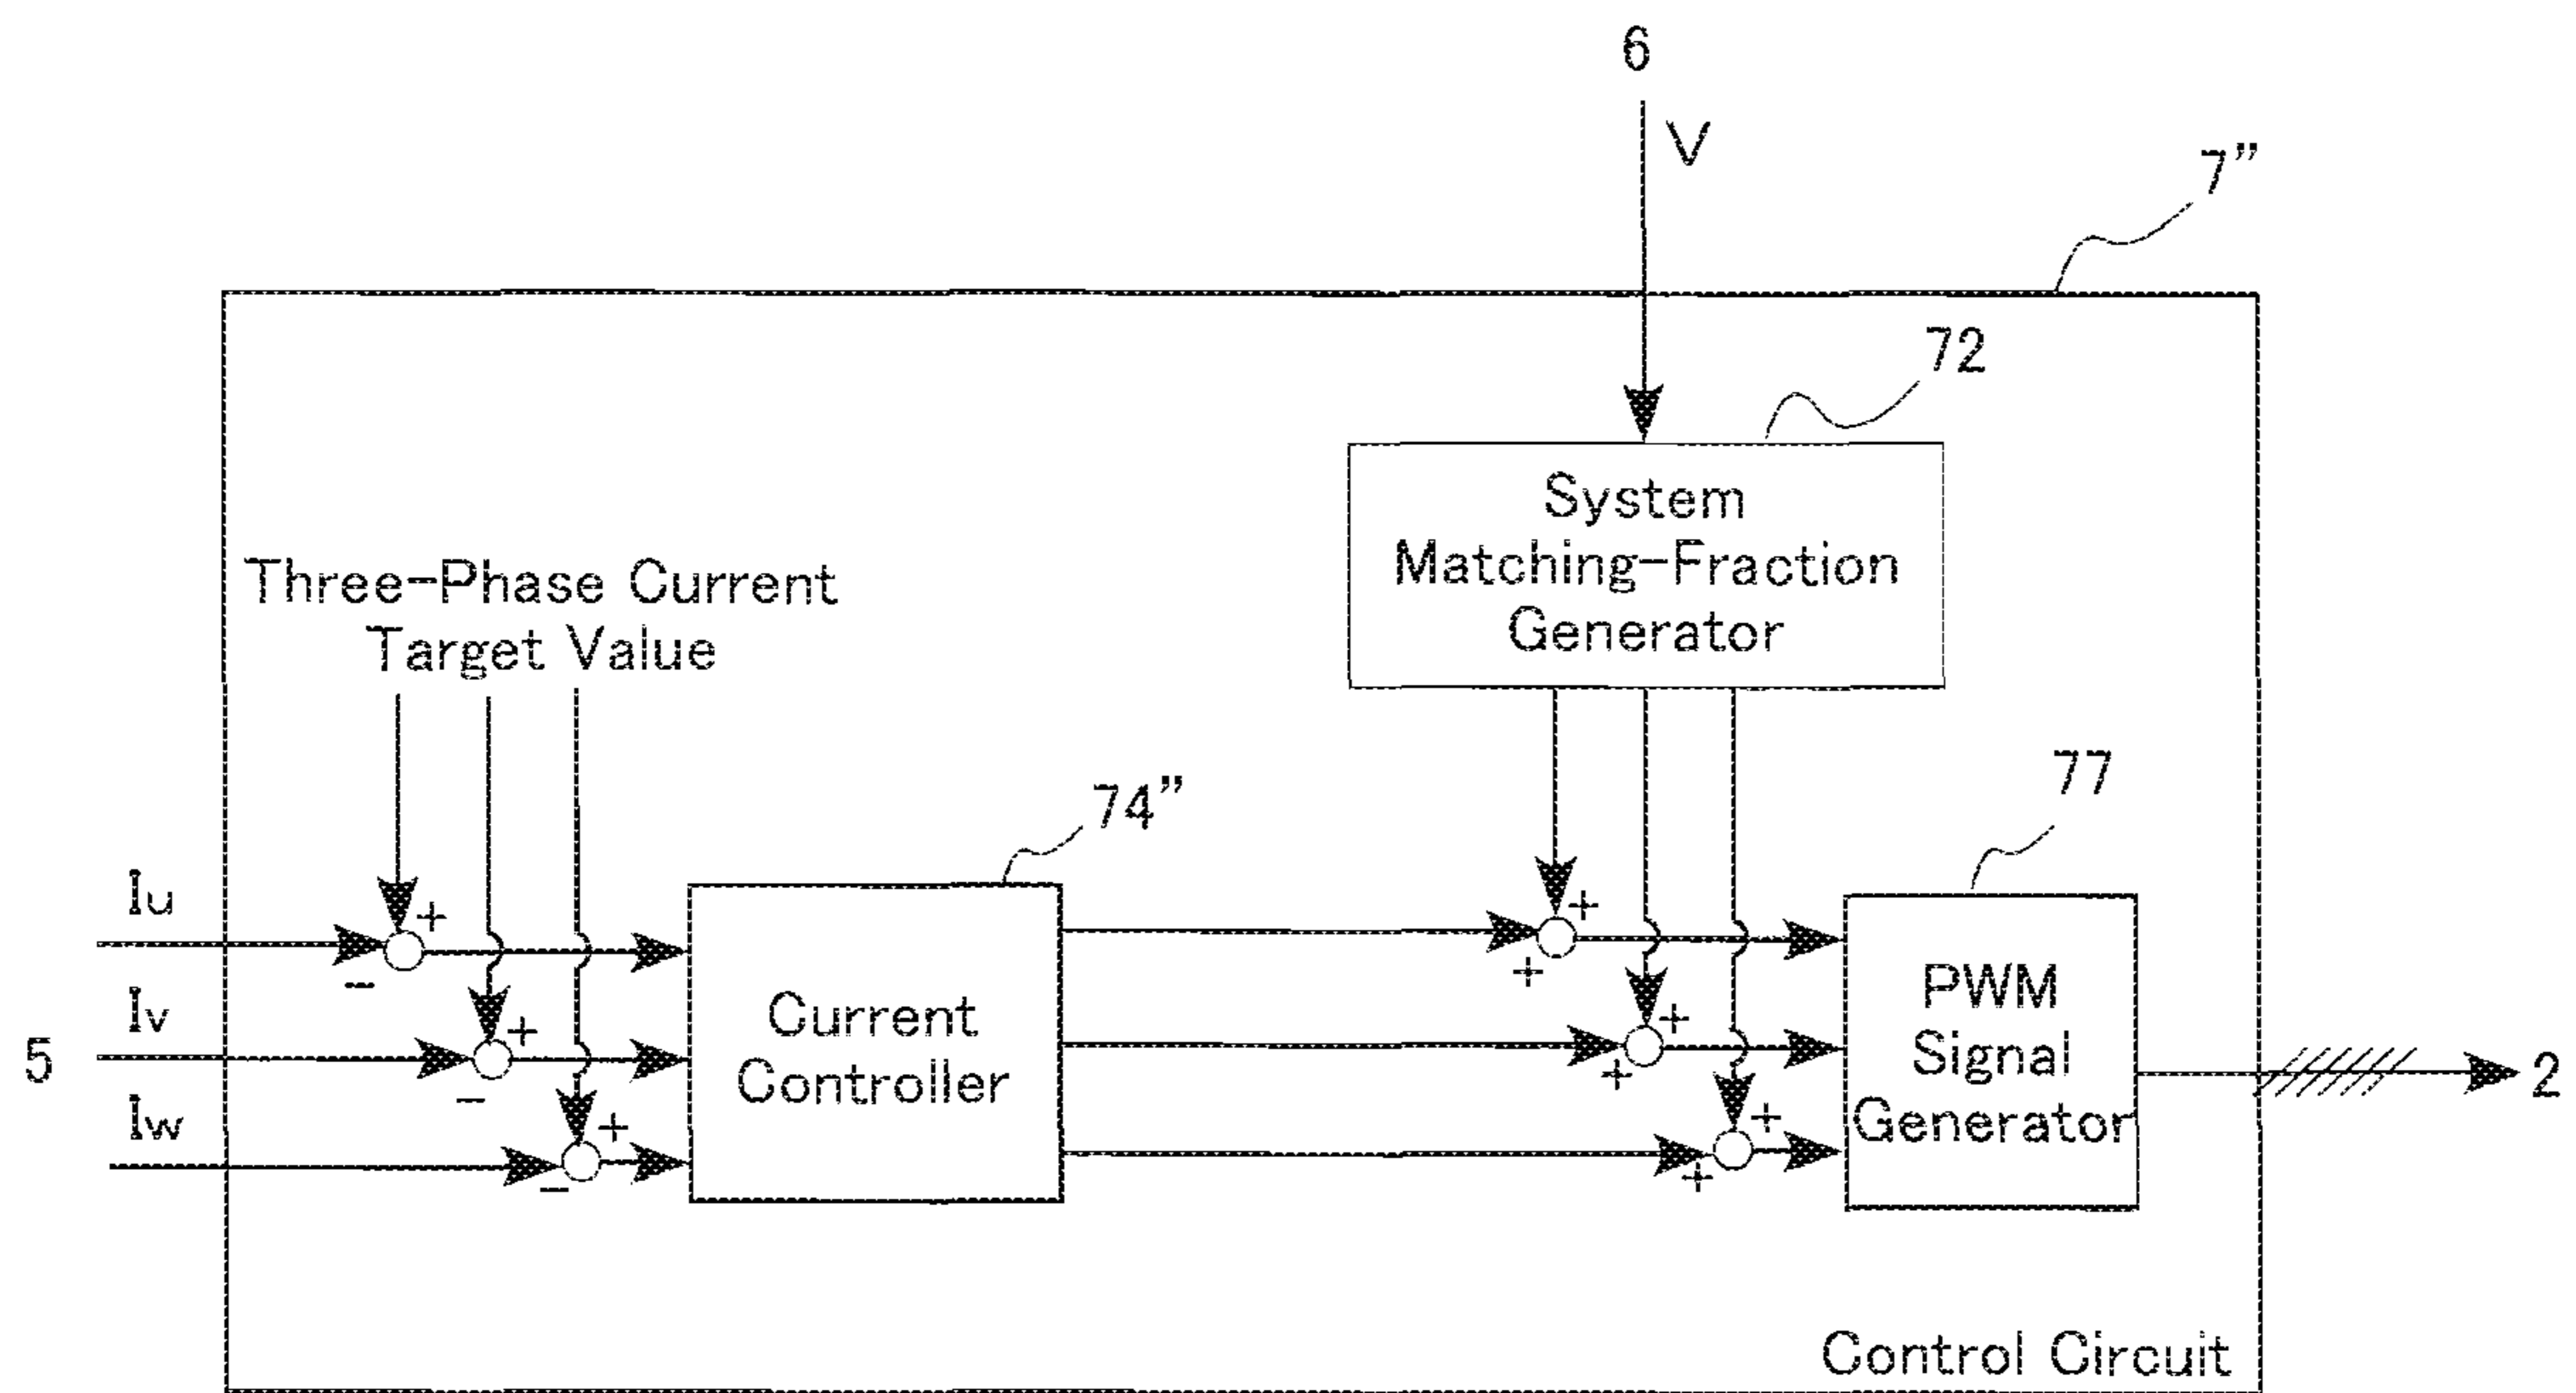 6
V
7”
72
System
Matching-Fraction
Generator
Three-Phase Current
Target Value
77
74”
Iu
+
+
−
+
Iv
+
+
+
−
5
Current
Controller
PWM
Signal
Generator
2
Iw
+
+
−
+
Control Circuit